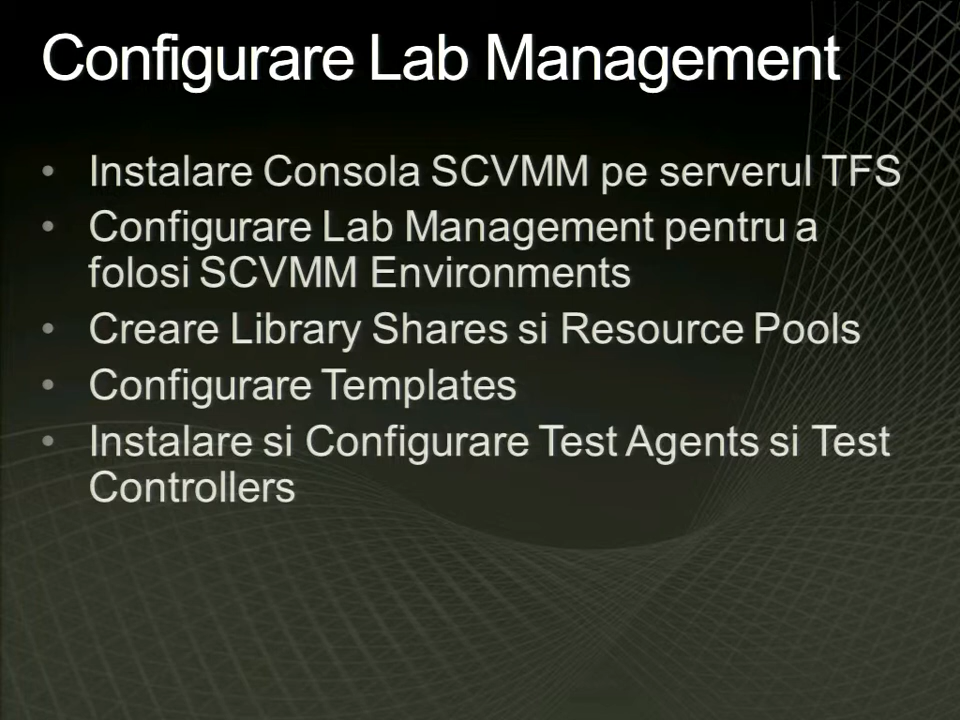 Configurare Lab Management
• Instalare Consola SCVMM pe serverul TFS
• Configurare Lab Management pentru a
folosi SCVMM Environments
• Creare Library Shares si Resource Pools
• Configurare Templates
• Instalare si Configurare Test Agents si Test
Controllers